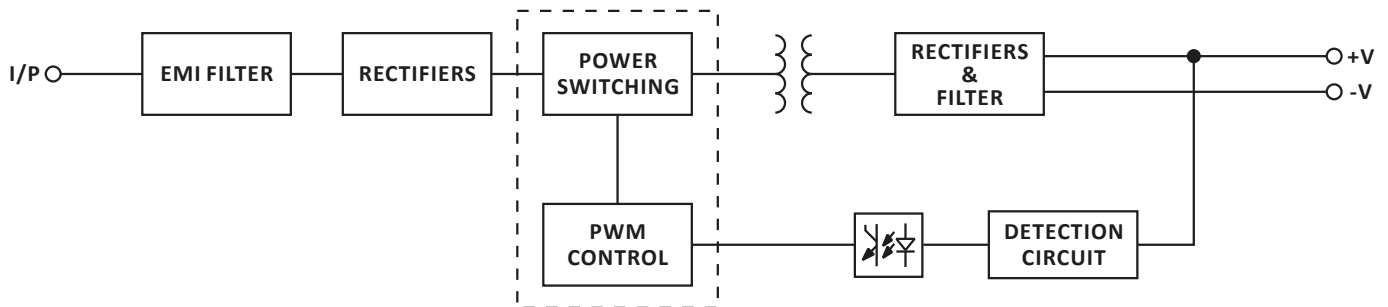 I/P
EMI FILTER
RECTIFIERS
POWER
SWITCHING
RECTIFIERS
&
FILTER
+V
-V
PWM
CONTROL
DETECTION
CIRCUIT